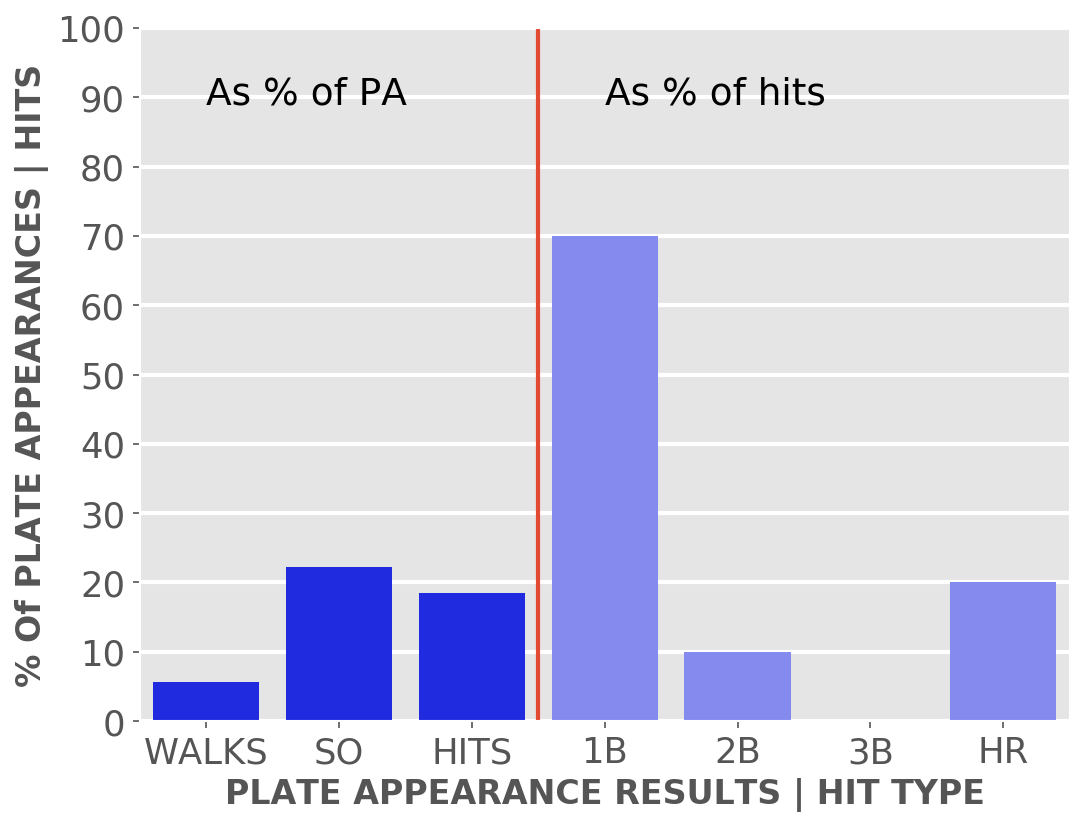 100
90
80
70
60
50
40
30
20
10
0
% Of PLATE APPEARANCES | HITS
As % of PA
As % of hits
WALKS SO HITS 1B 2B 3B HR
PLATE APPEARANCE RESULTS | HIT TYPE